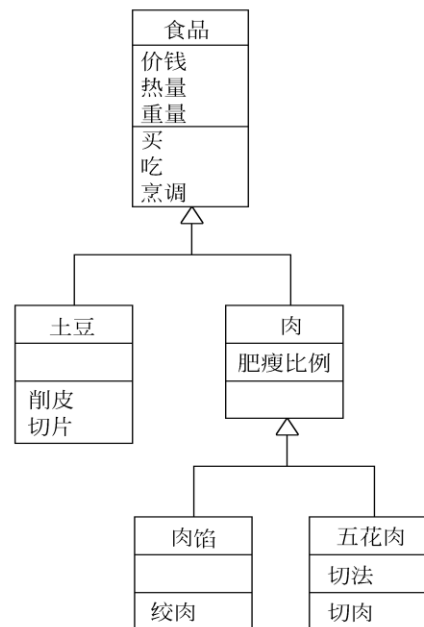 食品
价钱
热量
重量
买
吃
烹调
土豆
削皮
切片
肉
肥瘦比例
肉馅
绞肉
五花肉
切法
切肉